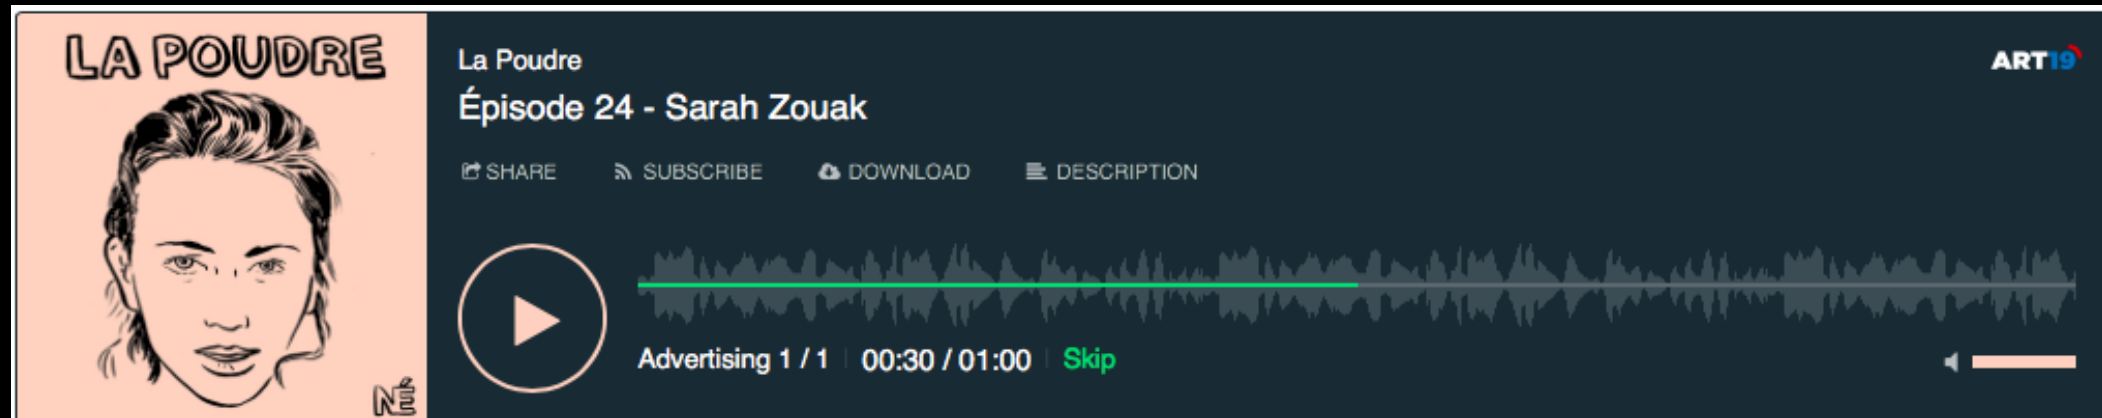 LA POUDRE
NÉ
La Poudre
ART19
Épisode 24 - Sarah Zouak
SHARE SUBSCRIBE DOWNLOAD DESCRIPTION
Advertising 1 / 1 00:30 / 01:00 Skip